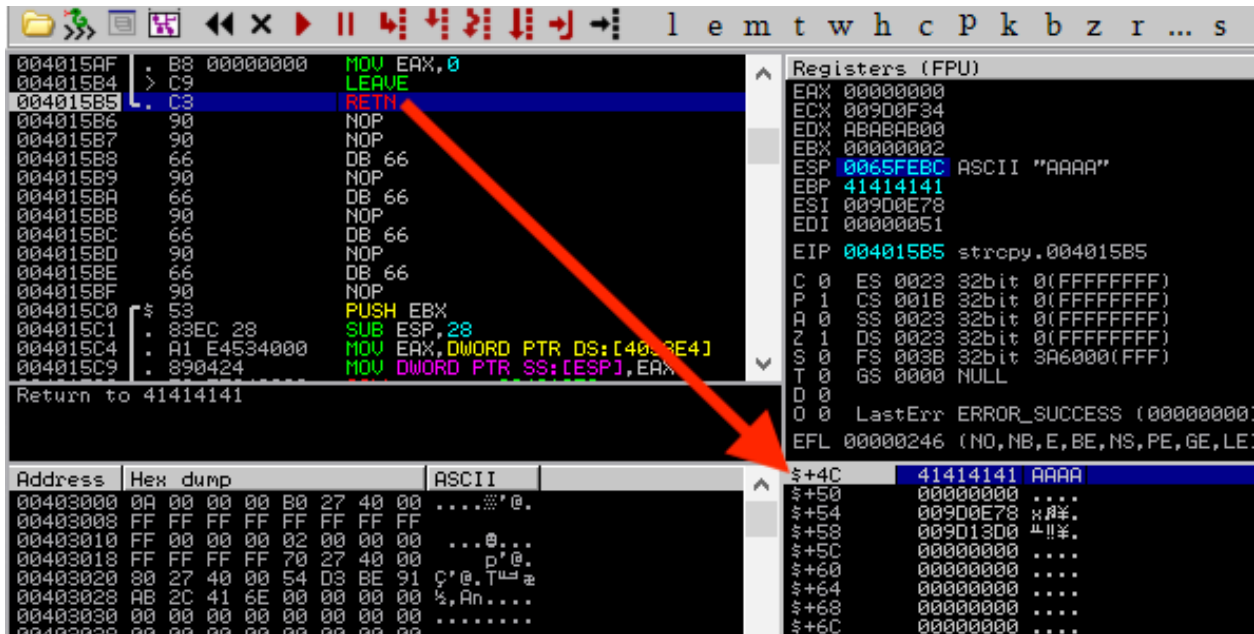 l e m t w h c P k b z r ... s
004015AF . B8 00000000 MOV EAX,0
004015B4 > C9 LEAVE
004015B5 . C3 RETN
004015B6 90 NOP
004015B7 90 NOP
004015B8 66 DB 66
004015B9 90 NOP
004015BA 66 DB 66
004015BB 90 NOP
004015BC 66 DB 66
004015BD 90 NOP
004015BE 66 DB 66
004015BF 90 NOP
004015C0 $ 53 PUSH EBX
004015C1 . 83EC 28 SUB ESP,28
004015C4 . A1 E4534000 MOV EAX,DWORD PTR DS:[4053E4]
004015C9 . 890424 MOV DWORD PTR SS:[ESP],EAX
Return to 41414141
Registers (FPU)
EAX 00000000
ECX 009D0F34
EDX ABABAB00
EBX 00000002
ESP 0065FEBC ASCII "AAAA"
EBP 41414141
ESI 009D0E78
EDI 00000051
EIP 004015B5 strcpy.004015B5
C 0 ES 0023 32bit 0(FFFFFFFF)
P 1 CS 001B 32bit 0(FFFFFFFF)
A 0 SS 0023 32bit 0(FFFFFFFF)
Z 1 DS 0023 32bit 0(FFFFFFFF)
S 0 FS 003B 32bit 3A6000(FFF)
T 0 GS 0000 NULL
D 0
O 0 LastErr ERROR_SUCCESS (00000000)
EFL 00000246 (NO,NB,E,BE,NS,PE,GE,LE
Address Hex dump ASCII
00403000 0A 00 00 00 B0 27 40 00 ....░'@.
00403008 FF FF FF FF FF FF FF FF
00403010 FF 00 00 00 02 00 00 00 ...☻...
00403018 FF FF FF FF 70 27 40 00 p'@.
00403020 80 27 40 00 54 D3 BE 91 Ç'@.T╙╛æ
00403028 AB 2C 41 6E 00 00 00 00 ½,An....
00403030 00 00 00 00 00 00 00 00 ........
$+4C 41414141 AAAA
$+50 00000000 ....
$+54 009D0E78 x♫¥.
$+58 009D13D0 ╨‼¥.
$+5C 00000000 ....
$+60 00000000 ....
$+64 00000000 ....
$+68 00000000 ....
$+6C 00000000 ....